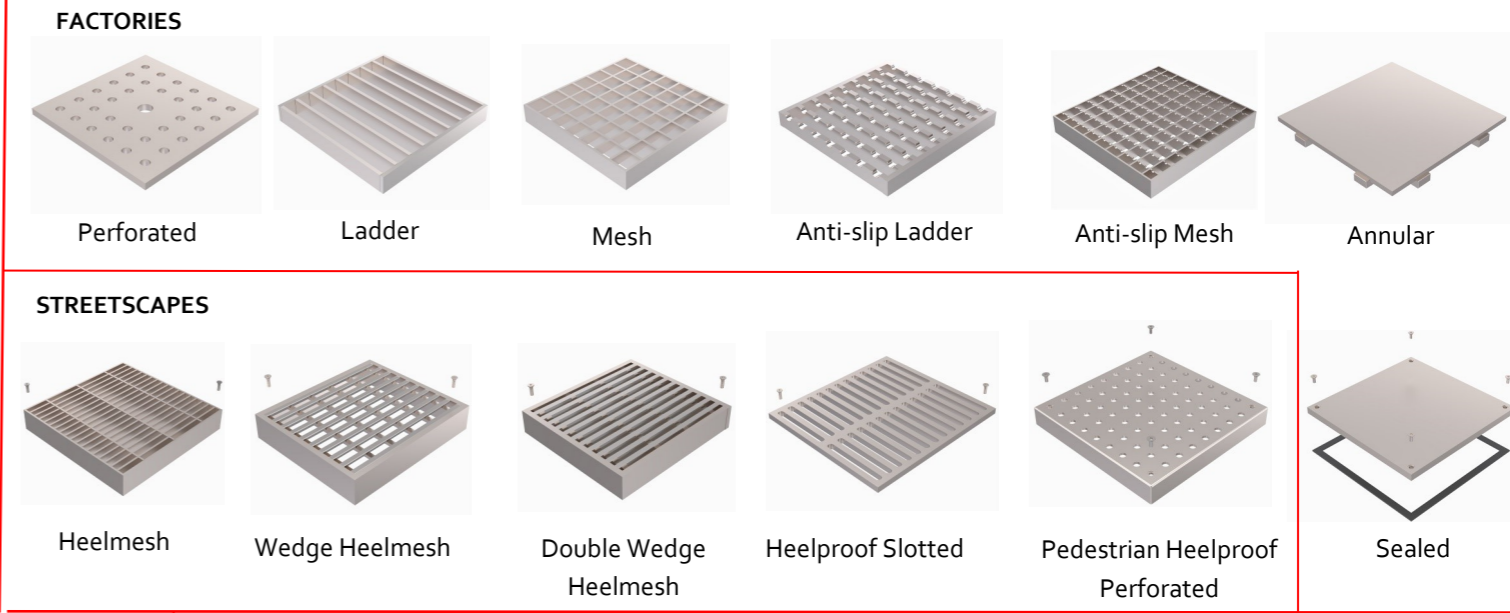 FACTORIES
Perforated
Ladder
Mesh
Anti-slip Ladder
Anti-slip Mesh
Annular
STREETSCAPES
Heelmesh
Wedge Heelmesh
Double Wedge
Heelmesh
Heelproof Slotted
Pedestrian Heelproof
Perforated
Sealed